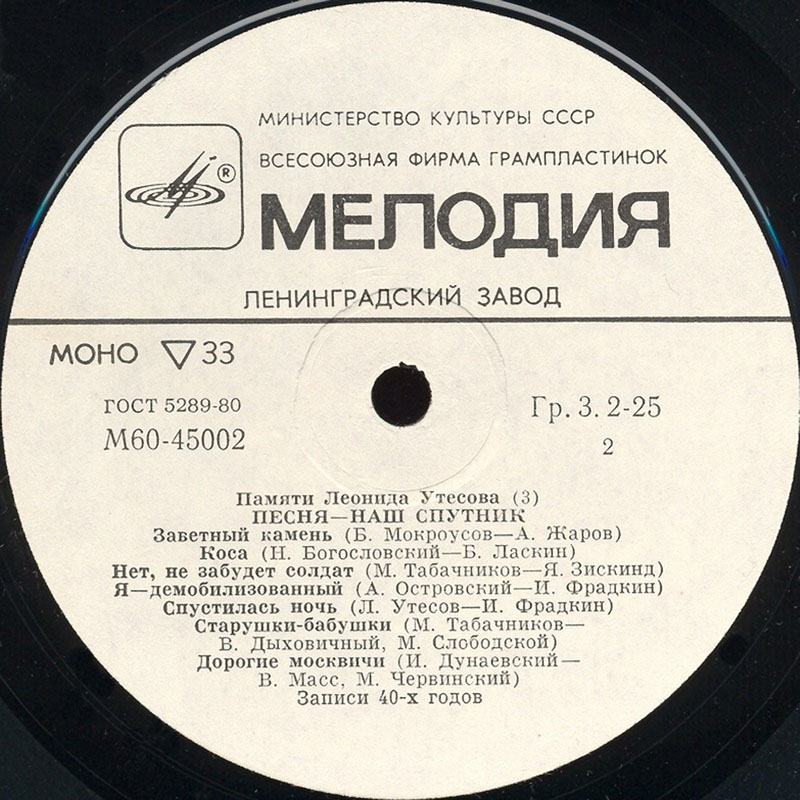 ®
МИНИСТЕРСТВО КУЛЬТУРЫ СССР
ВСЕСОЮЗНАЯ ФИРМА ГРАМПЛАСТИНОК
МЕЛОДИЯ
ЛЕНИНГРАДСКИЙ ЗАВОД
МОНО ▽ 33
ГОСТ 5289-80
М60-45002
Гр. 3. 2-25
2
Памяти Леонида Утесова (3)
ПЕСНЯ—НАШ СПУТНИК
Заветный камень (Б. Мокроусов—А. Жаров)
Коса (Н. Богословский—Б. Ласкин)
Нет, не забудет солдат (М. Табачников—Я. Зискинд)
Я—демобилизованный (А. Островский—И. Фрадкин)
Спустилась ночь (Л. Утесов—И. Фрадкин)
Старушки-бабушки (М. Табачников—
В. Дыховичный, М. Слободской)
Дорогие москвичи (И. Дунаевский—
В. Масс, М. Червинский)
Записи 40-х годов